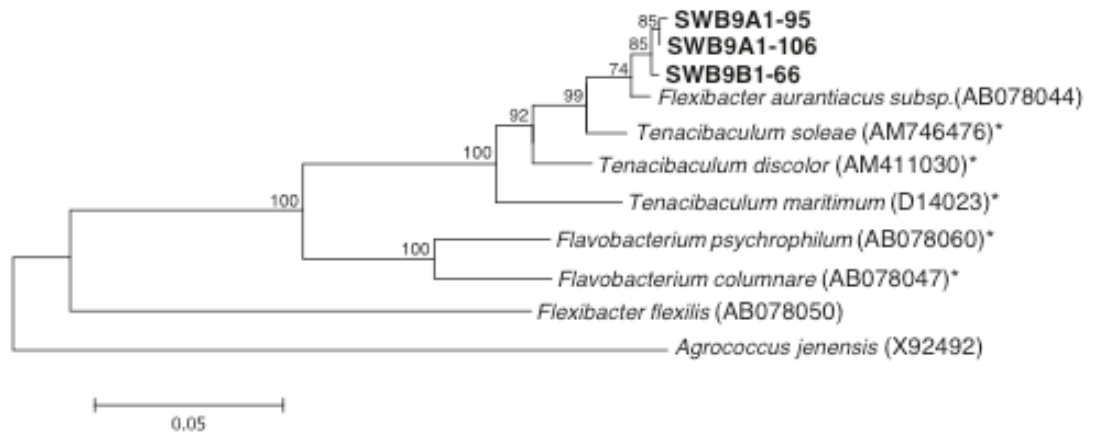 85 SWB9A1-95
85 SWB9A1-106
74 SWB9B1-66
99 Flexibacter aurantiacus subsp.(AB078044)
92 Tenacibaculum soleae (AM746476)*
100 Tenacibaculum discolor (AM411030)*
100 Tenacibaculum maritimum (D14023)*
100 Flavobacterium psychrophilum (AB078060)*
Flavobacterium columnare (AB078047)*
Flexibacter flexilis (AB078050)
Agrococcus jenensis (X92492)
0.05